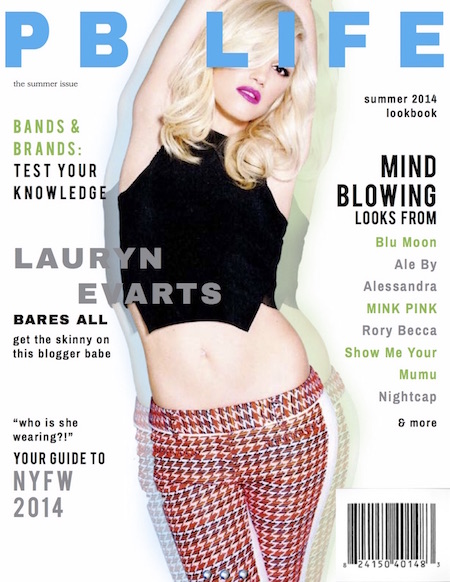 PB LIFE
the summer issue
summer 2014
lookbook
BANDS &
BRANDS:
TEST YOUR
KNOWLEDGE
MIND
BLOWING
LOOKS FROM
Blu Moon
Ale By
Alessandra
MINK PINK
Rory Becca
Show Me Your
Mumu
Nightcap
& more
LAURYN
EVARTS
BARES ALL
get the skinny on
this blogger babe
"who is she
wearing?!"
YOUR GUIDE TO
NYFW
2014
8 24150 40148 3